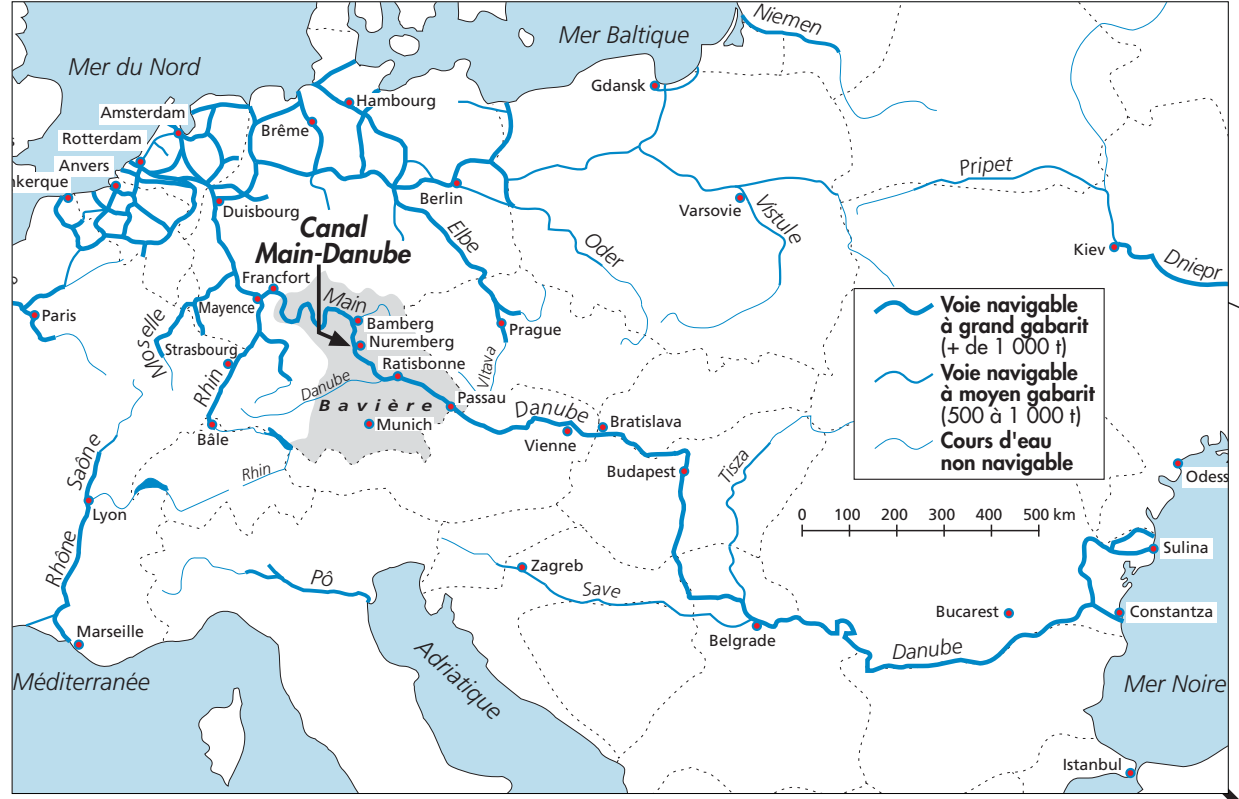 Niemen
Mer Baltique
Mer du Nord
Gdansk
Hambourg
Amsterdam
Brême
Rotterdam
Anvers
Pripet
nkerque
Berlin
Varsovie
Vistule
Duisbourg
Canal
Main-Danube
Elbe
Oder
Kiev
Dniepr
Francfort
Mayence
Main
Paris
Bamberg
Prague
Nuremberg
Moselle
Strasbourg
Ratisbonne
Vltava
Rhin
Danube
Passau
Bavière
Danube
Bratislava
Munich
Vienne
Bâle
Saône
Rhin
Budapest
Tisza
Lyon
Voie navigable
à grand gabarit
(+ de 1 000 t)
Voie navigable
à moyen gabarit
(500 à 1 000 t)
Cours d'eau
non navigable
Odess
0 100 200 300 400 500 km
Sulina
Rhône
Zagreb
Pô
Save
Bucarest
Constantza
Marseille
Belgrade
Danube
Adriatique
Méditerranée
Mer Noire
Istanbul